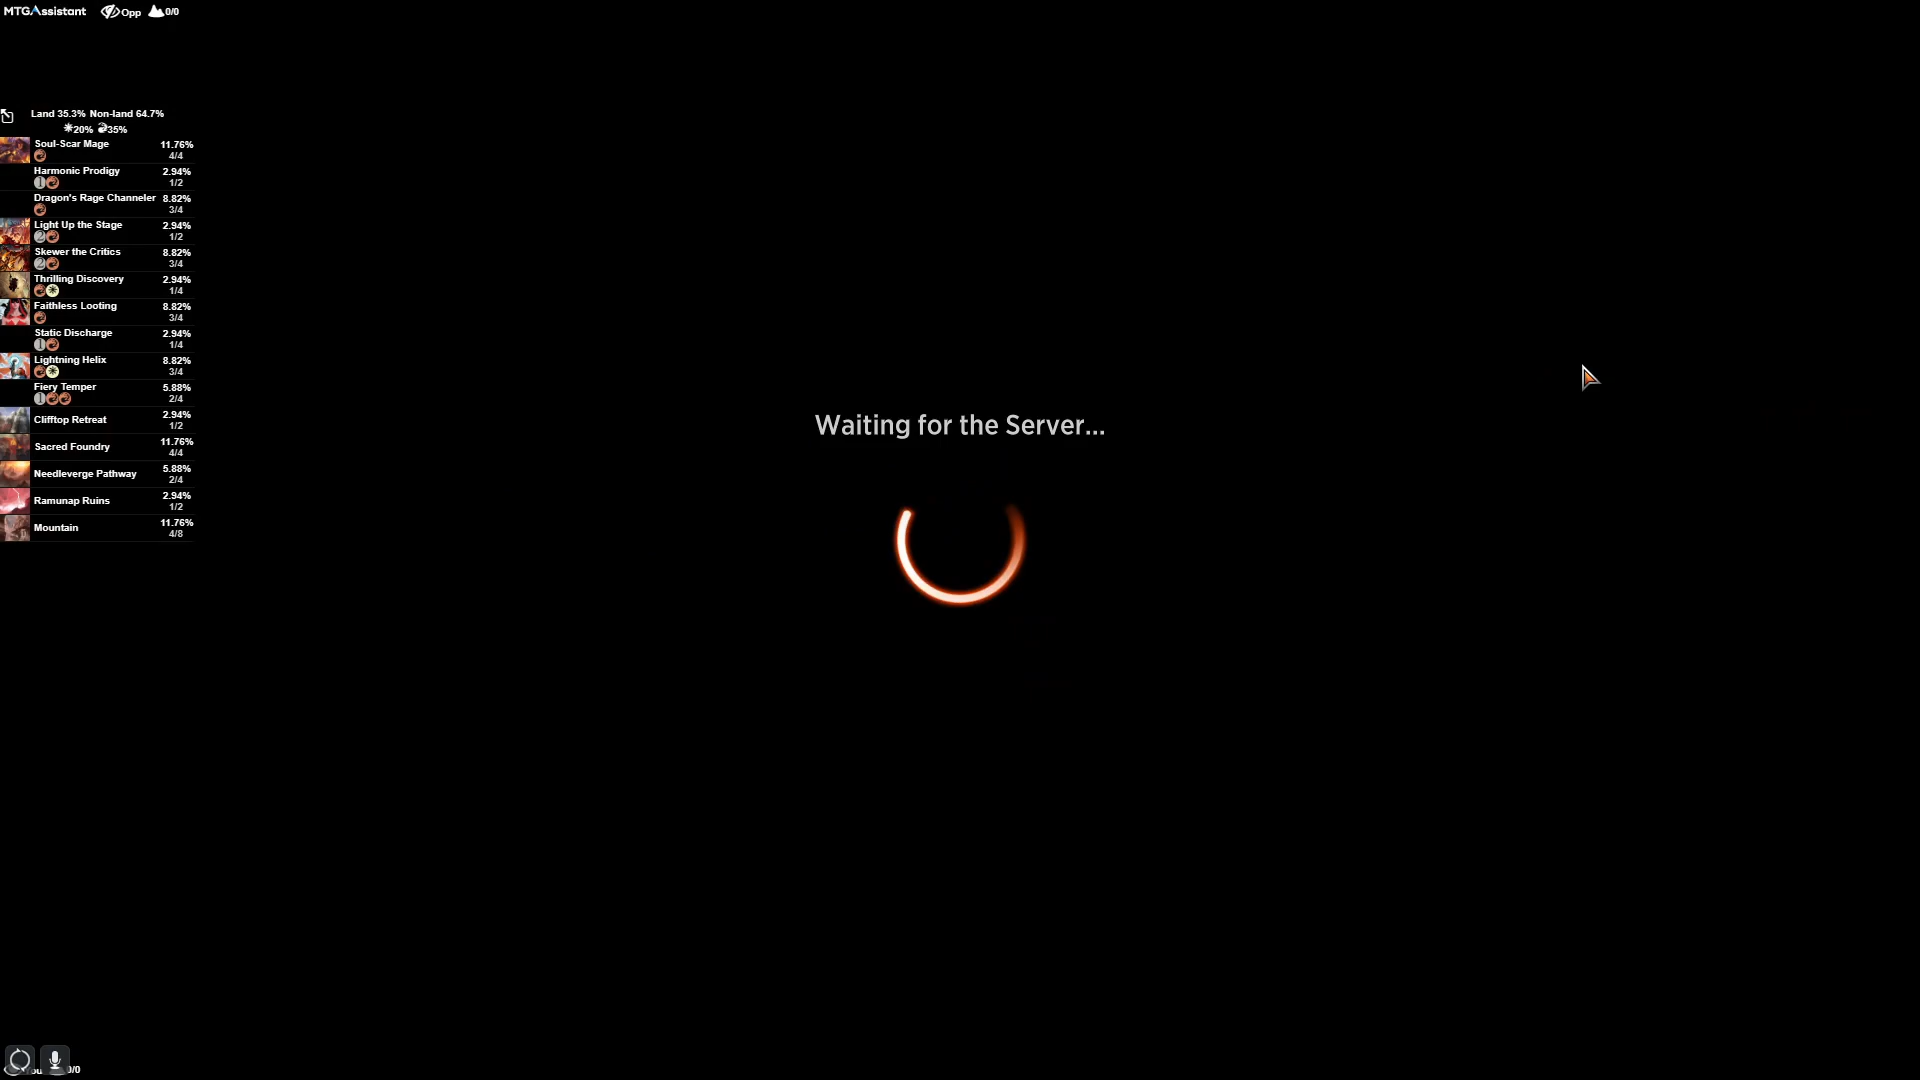 MTGAssistant Opp 0/0
Land 35.3% Non-land 64.7%
20% 35%
Soul-Scar Mage 11.76%
4/4
Harmonic Prodigy 2.94%
1 1/2
Dragon's Rage Channeler 8.82%
3/4
Light Up the Stage 2.94%
2 1/2
Skewer the Critics 8.82%
2 3/4
Thrilling Discovery 2.94%
1/4
Faithless Looting 8.82%
3/4
Static Discharge 2.94%
1 1/4
Lightning Helix 8.82%
3/4
Fiery Temper 5.88%
1 2/4
Clifftop Retreat 2.94%
1/2
Sacred Foundry 11.76%
4/4
Needleverge Pathway 5.88%
2/4
Ramunap Ruins 2.94%
1/2
Mountain 11.76%
4/8
Waiting for the Server...
0/0